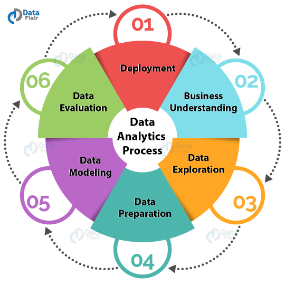 Data
Flair
01
Deployment
02
Business
Understanding
03
Data
Exploration
04
Data
Preparation
05
Data
Modeling
06
Data
Evaluation
Data
Analytics
Process